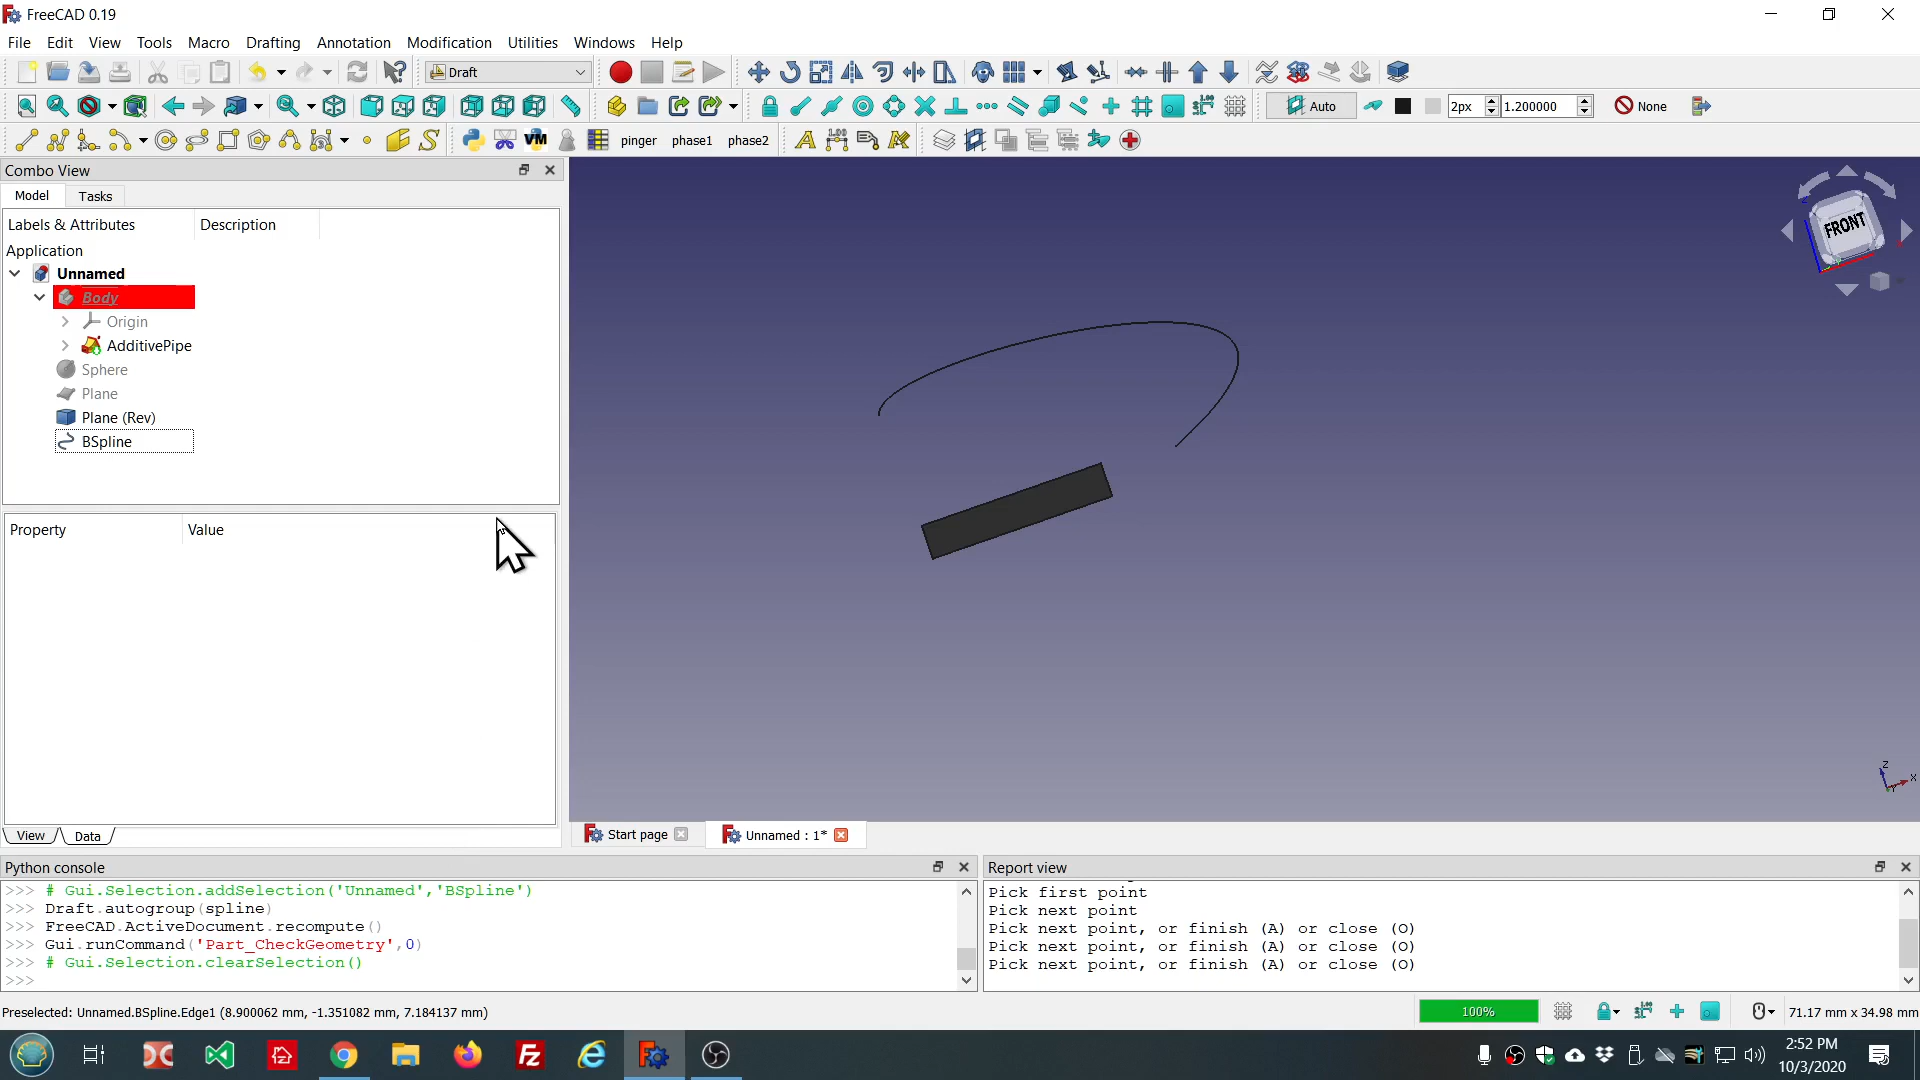 FreeCAD 0.19
File Edit View Tools Macro Drafting Annotation Modification Utilities Windows Help
Draft
Auto 2px 1.200000 None
VM pinger phase1 phase2
Combo View
Model Tasks
Labels & Attributes Description
Application
Unnamed
Body
Origin
AdditivePipe
Sphere
Plane
Plane (Rev)
BSpline
Property Value
FRONT
Z
X
View Data
Start page Unnamed : 1*
Python console
>>> # Gui.Selection.addSelection('Unnamed','BSpline')
>>> Draft.autogroup(spline)
>>> FreeCAD.ActiveDocument.recompute()
>>> Gui.runCommand('Part_CheckGeometry',0)
>>> # Gui.Selection.clearSelection()
>>>
Report view
Pick first point
Pick next point
Pick next point, or finish (A) or close (O)
Pick next point, or finish (A) or close (O)
Pick next point, or finish (A) or close (O)
Preselected: Unnamed.BSpline.Edge1 (8.900062 mm, -1.351082 mm, 7.184137 mm)
100%
71.17 mm x 34.98 mm
2:52 PM
10/3/2020